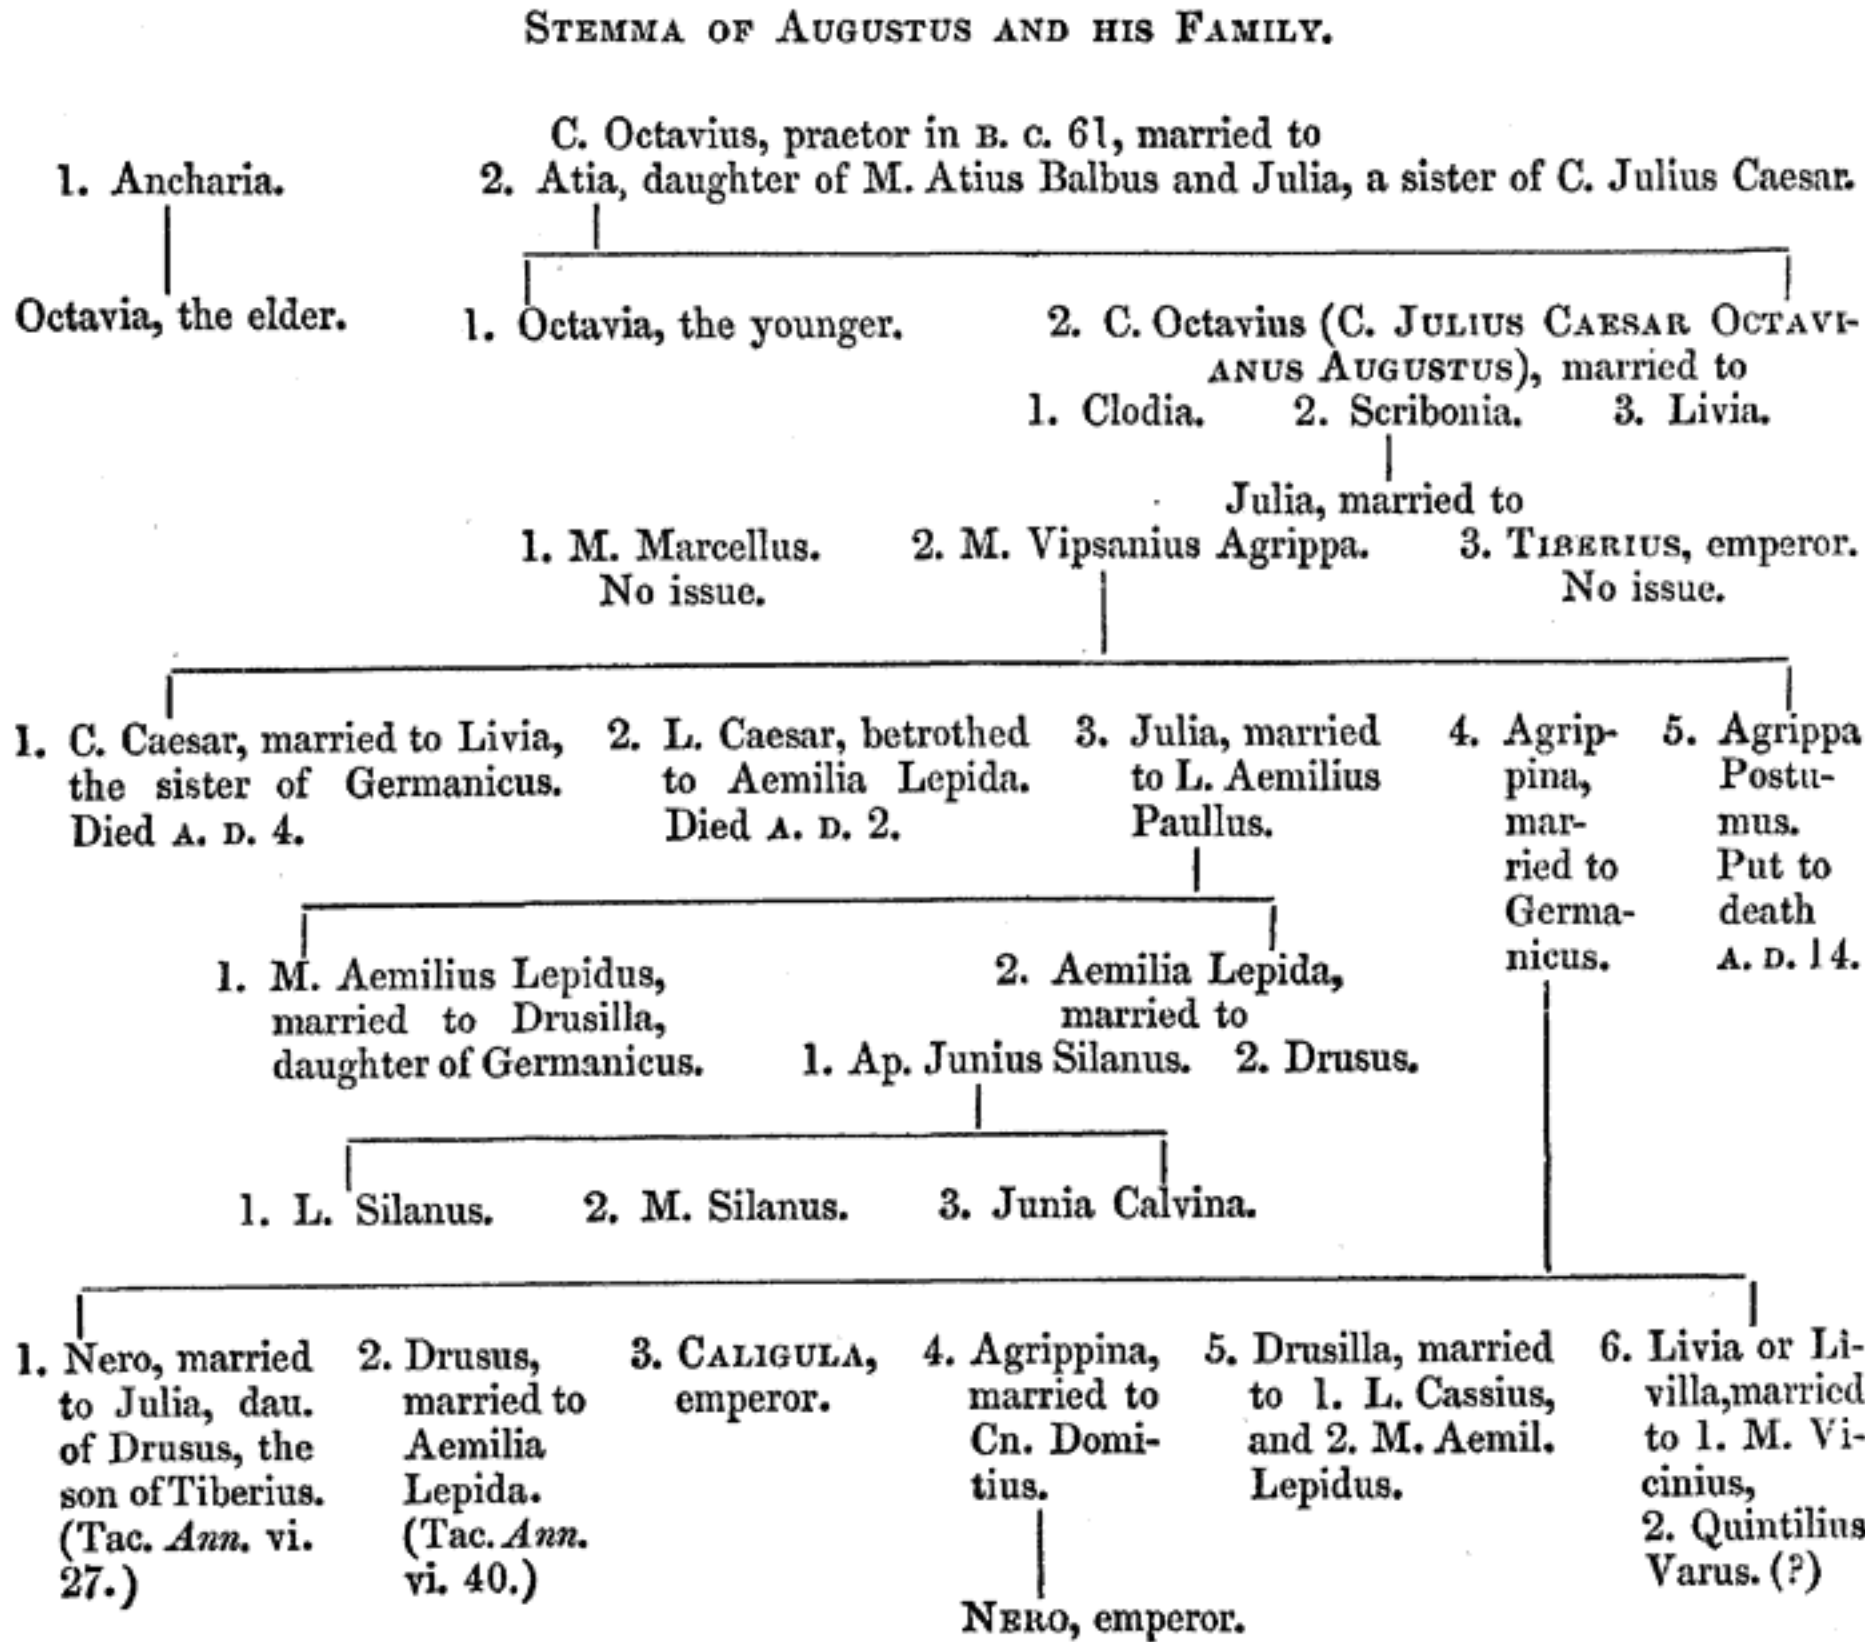 STEMMA OF AUGUSTUS AND HIS FAMILY.
C. Octavius, praetor in B. C. 61, married to
1. Ancharia.
2. Atia, daughter of M. Atius Balbus and Julia, a sister of C. Julius Caesar.
Octavia, the elder.
1. Octavia, the younger.
2. C. Octavius (C. JULIUS CAESAR OCTAVI-
ANUS AUGUSTUS), married to
1. Clodia. 2. Scribonia. 3. Livia.
Julia, married to
1. M. Marcellus.
No issue.
2. M. Vipsanius Agrippa.
3. TIBERIUS, emperor.
No issue.
1. C. Caesar, married to Livia,
the sister of Germanicus.
Died A. D. 4.
2. L. Caesar, betrothed
to Aemilia Lepida.
Died A. D. 2.
3. Julia, married
to L. Aemilius
Paullus.
4. Agrip-
pina,
mar-
ried to
Germa-
nicus.
5. Agrippa
Postu-
mus.
Put to
death
A. D. 14.
1. M. Aemilius Lepidus,
married to Drusilla,
daughter of Germanicus.
2. Aemilia Lepida,
married to
1. Ap. Junius Silanus. 2. Drusus.
1. L. Silanus. 2. M. Silanus. 3. Junia Calvina.
1. Nero, married
to Julia, dau.
of Drusus, the
son of Tiberius.
(Tac. Ann. vi.
27.)
2. Drusus,
married to
Aemilia
Lepida.
(Tac. Ann.
vi. 40.)
3. CALIGULA,
emperor.
4. Agrippina,
married to
Cn. Domi-
tius.
5. Drusilla, married
to 1. L. Cassius,
and 2. M. Aemil.
Lepidus.
6. Livia or Li-
villa, married
to 1. M. Vi-
cinius,
2. Quintilius
Varus. (?)
NERO, emperor.